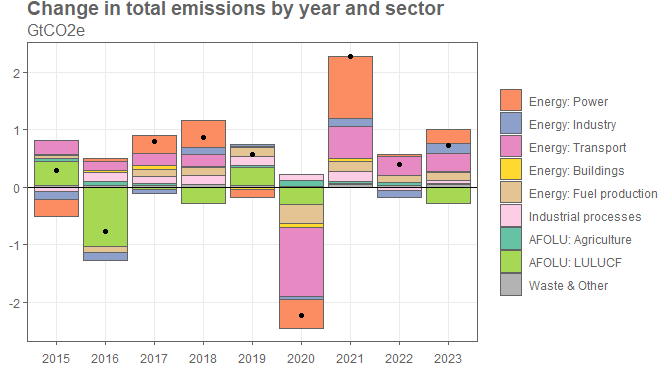 Change in total emissions by year and sector
GtCO2e
2
1
0
-1
-2
2015 2016 2017 2018 2019 2020 2021 2022 2023
Energy: Power
Energy: Industry
Energy: Transport
Energy: Buildings
Energy: Fuel production
Industrial processes
AFOLU: Agriculture
AFOLU: LULUCF
Waste & Other